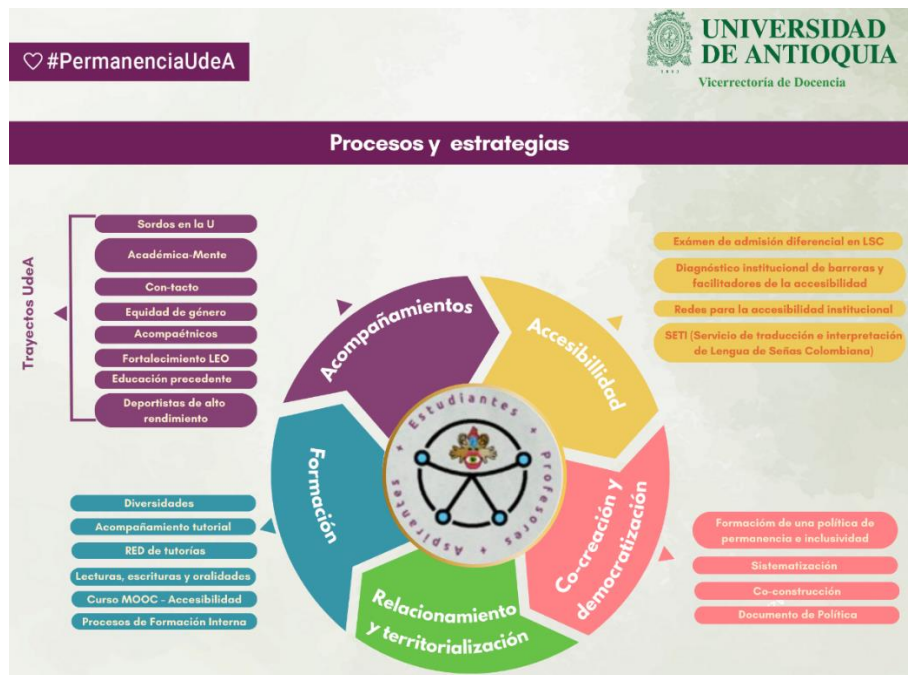 ♡ #PermanenciaUdeA
UNIVERSIDAD
DE ANTIOQUIA
1803
Vicerrectoría de Docencia
Procesos y estrategias
Trayectos UdeA
Sordos en la U
Académica-Mente
Con-tacto
Equidad de género
Acompaétnicos
Fortalecimiento LEO
Educación precedente
Deportistas de alto
rendimiento
Acompañamientos
Accesibillidad
Exámen de admisión diferencial en LSC
Diagnóstico institucional de barreras y
facilitadores de la accesibilidad
Redes para la accesibilidad institucional
SETI (Servicio de traducción e interpretación
de Lengua de Señas Colombiana)
Formación
Diversidades
Acompañamiento tutorial
RED de tutorías
Lecturas, escrituras y oralidades
Curso MOOC - Accesibilidad
Procesos de Formación Interna
Estudiantes + Profesores + Aspirantes +
Co-creación y
democratización
Formacióm de una política de
permanencia e inclusividad
Sistematización
Co-construcción
Documento de Política
Relacionamiento
y territorialización